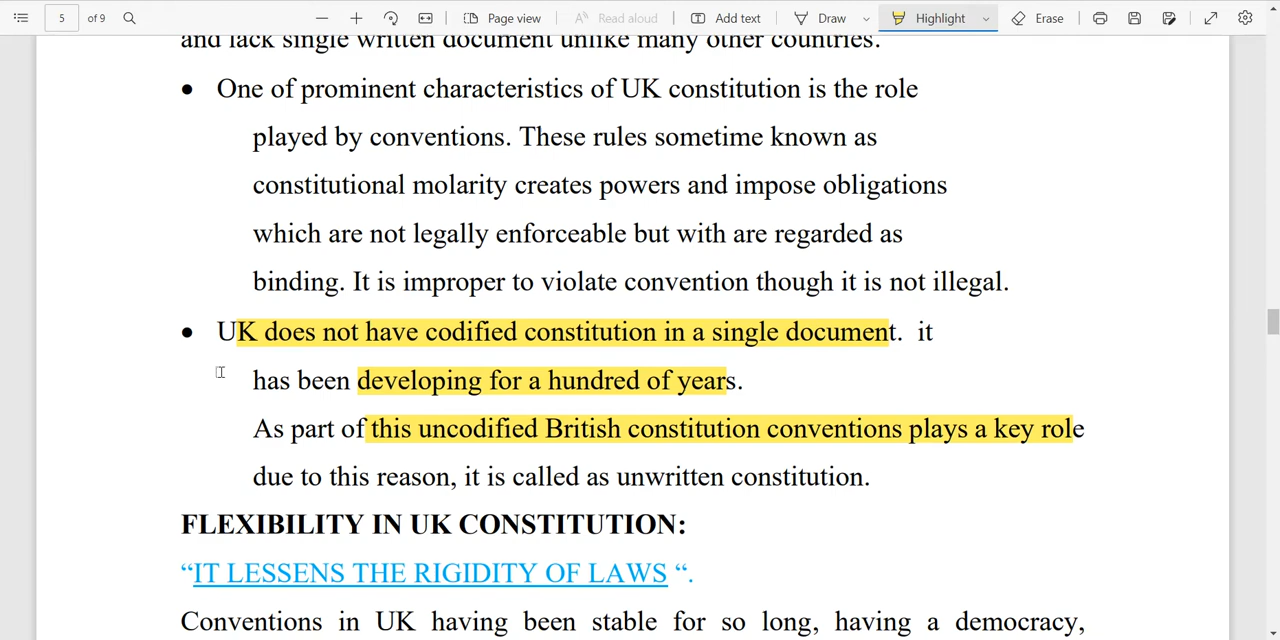 5 of 9 Page view Read aloud Add text Draw Highlight Erase
and lack single written document unlike many other countries.
• One of prominent characteristics of UK constitution is the role
played by conventions. These rules sometime known as
constitutional molarity creates powers and impose obligations
which are not legally enforceable but with are regarded as
binding. It is improper to violate convention though it is not illegal.
• UK does not have codified constitution in a single document.  it
has been developing for a hundred of years.
As part of this uncodified British constitution conventions plays a key role
due to this reason, it is called as unwritten constitution.
FLEXIBILITY IN UK CONSTITUTION:
“IT LESSENS THE RIGIDITY OF LAWS “.
Conventions in UK having been stable for so long, having a democracy,